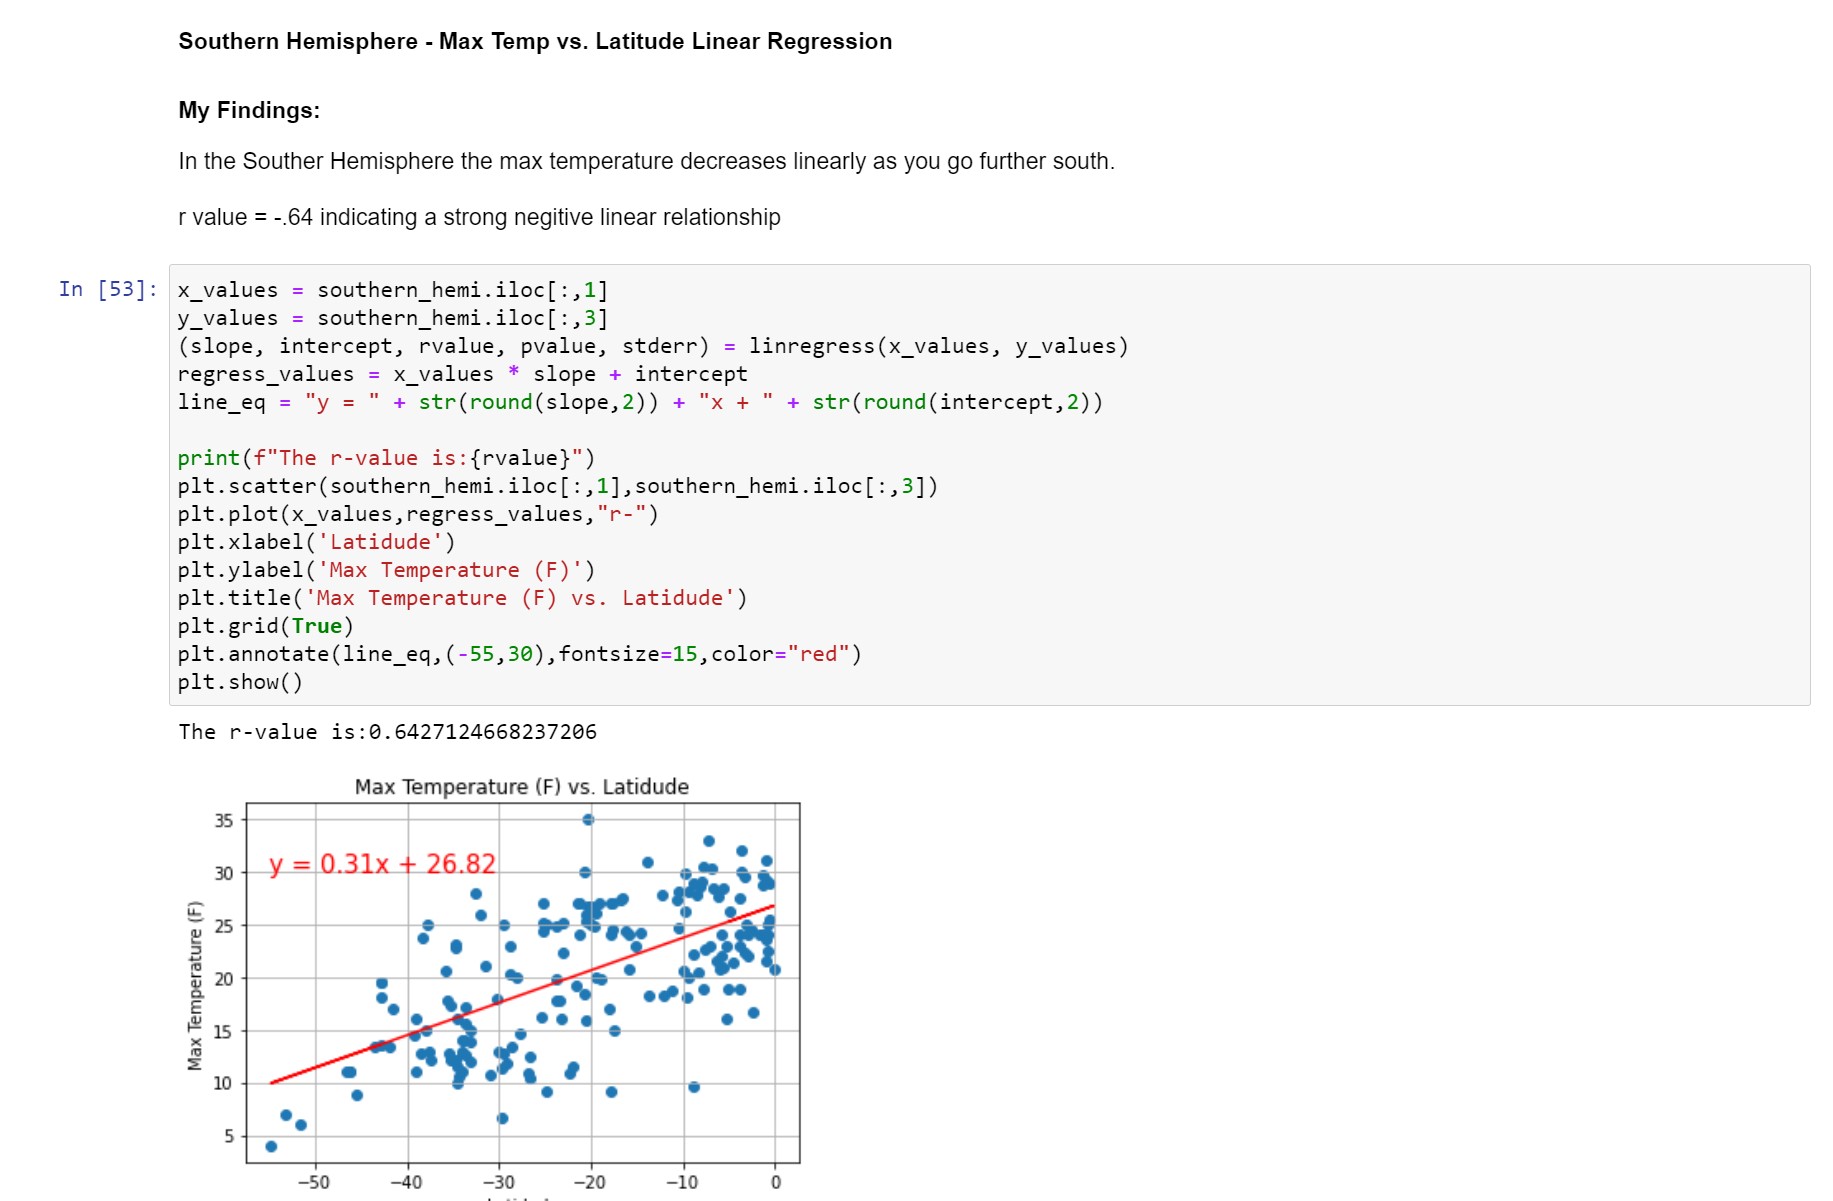 Southern Hemisphere - Max Temp vs. Latitude Linear Regression
My Findings:
In the Souther Hemisphere the max temperature decreases linearly as you go further south.
r value = -.64 indicating a strong negitive linear relationship
In [53]:
x_values = southern_hemi.iloc[:,1]
y_values = southern_hemi.iloc[:,3]
(slope, intercept, rvalue, pvalue, stderr) = linregress(x_values, y_values)
regress_values = x_values * slope + intercept
line_eq = "y = " + str(round(slope,2)) + "x + " + str(round(intercept,2))
print(f"The r-value is:{rvalue}")
plt.scatter(southern_hemi.iloc[:,1],southern_hemi.iloc[:,3])
plt.plot(x_values,regress_values,"r-")
plt.xlabel('Latidude')
plt.ylabel('Max Temperature (F)')
plt.title('Max Temperature (F) vs. Latidude')
plt.grid(True)
plt.annotate(line_eq,(-55,30),fontsize=15,color="red")
plt.show()
The r-value is:0.6427124668237206
Max Temperature (F) vs. Latidude
y = 0.31x + 26.82
Max Temperature (F)
35
30
25
20
15
10
5
−50 −40 −30 −20 −10 0